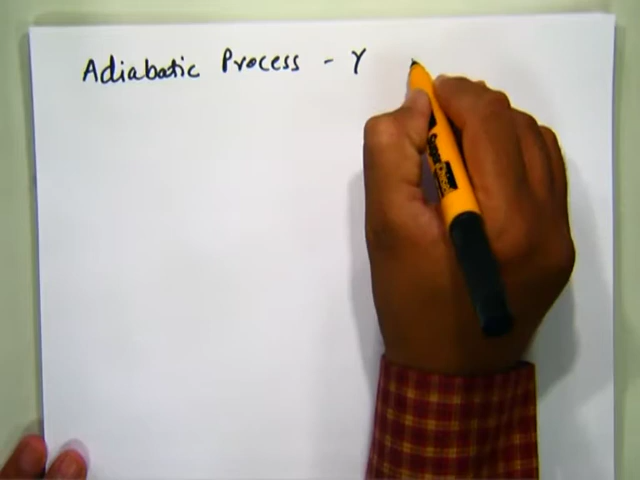 Adiabatic Process - γ